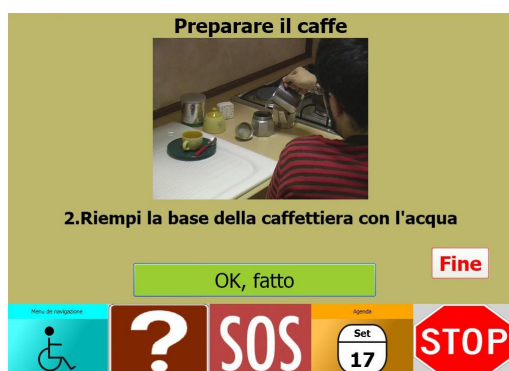 Preparare il caffe
2.Riempi la base della caffettiera con l'acqua
Fine
OK, fatto
Menu de navigazione
?
SOS
Agenda
Set
17
STOP